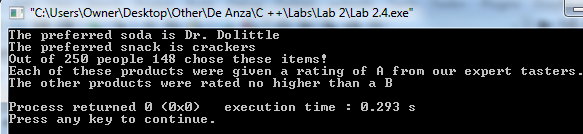 "C:\Users\Owner\Desktop\Other\De Anza\C ++\Labs\Lab 2\Lab 2.4.exe"
The preferred soda is Dr. Dolittle
The preferred snack is crackers
Out of 250 people 148 chose these items!
Each of these products were given a rating of A from our expert tasters.
The other products were rated no higher than a B
Process returned 0 (0x0)   execution time : 0.293 s
Press any key to continue.